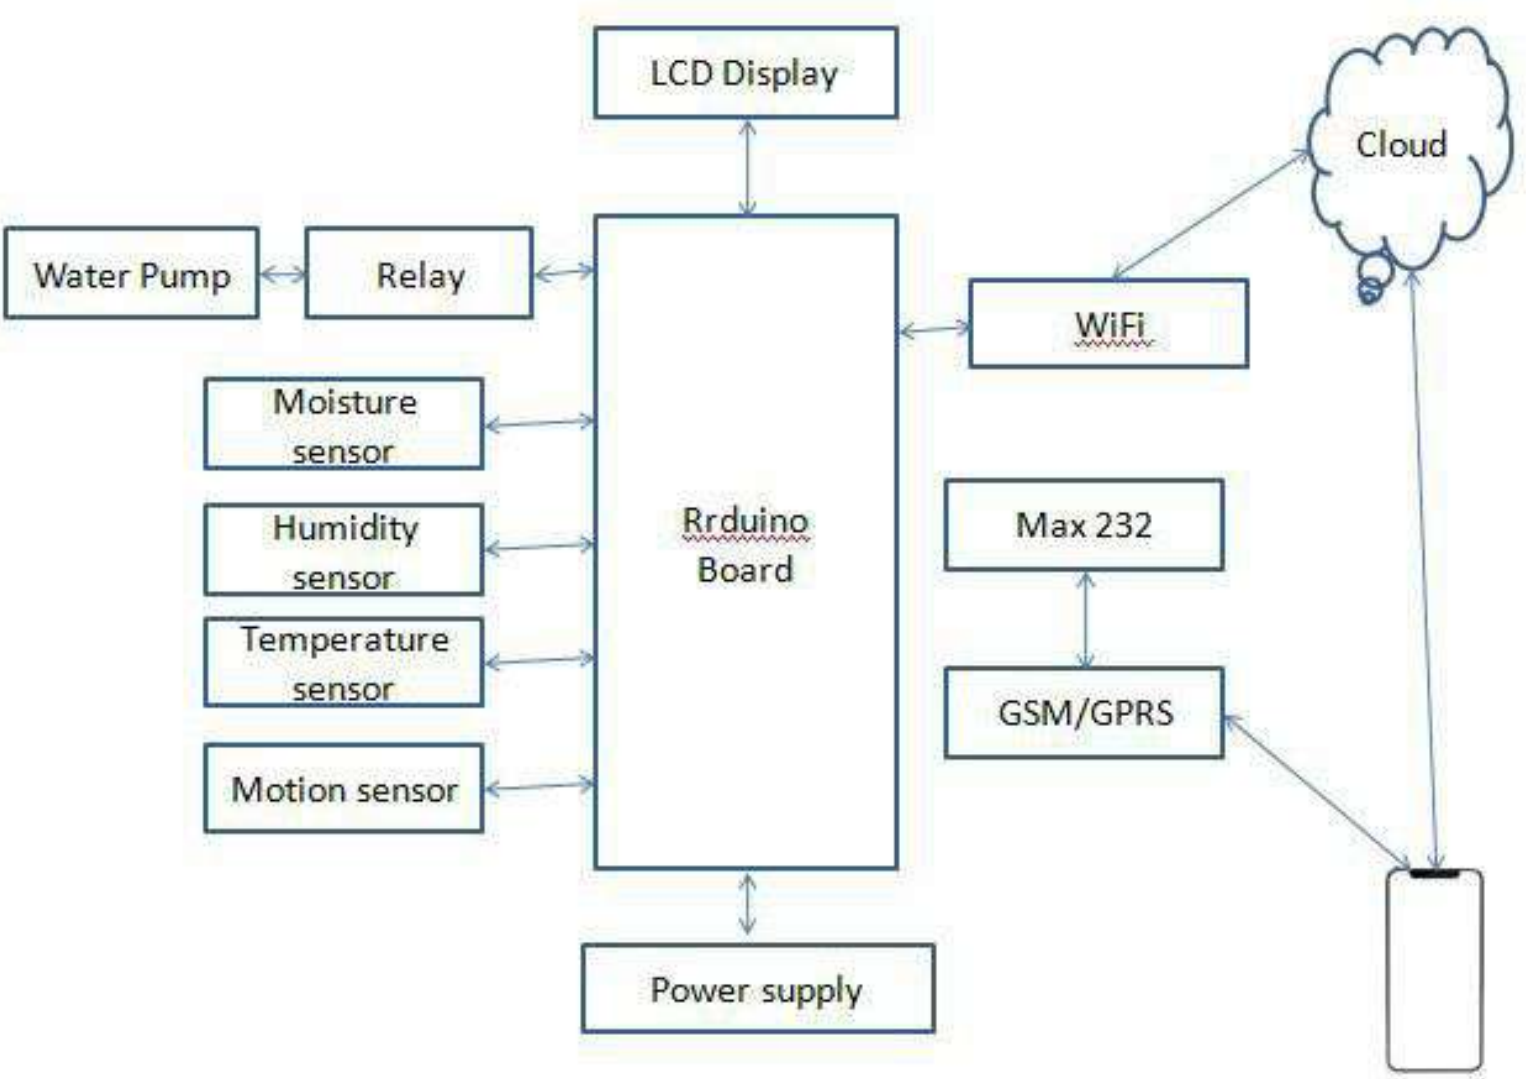 LCD Display
Cloud
Water Pump
Relay
WiFi
Moisture
sensor
Humidity
sensor
Temperature
sensor
Motion sensor
Rrduino
Board
Max 232
GSM/GPRS
Power supply